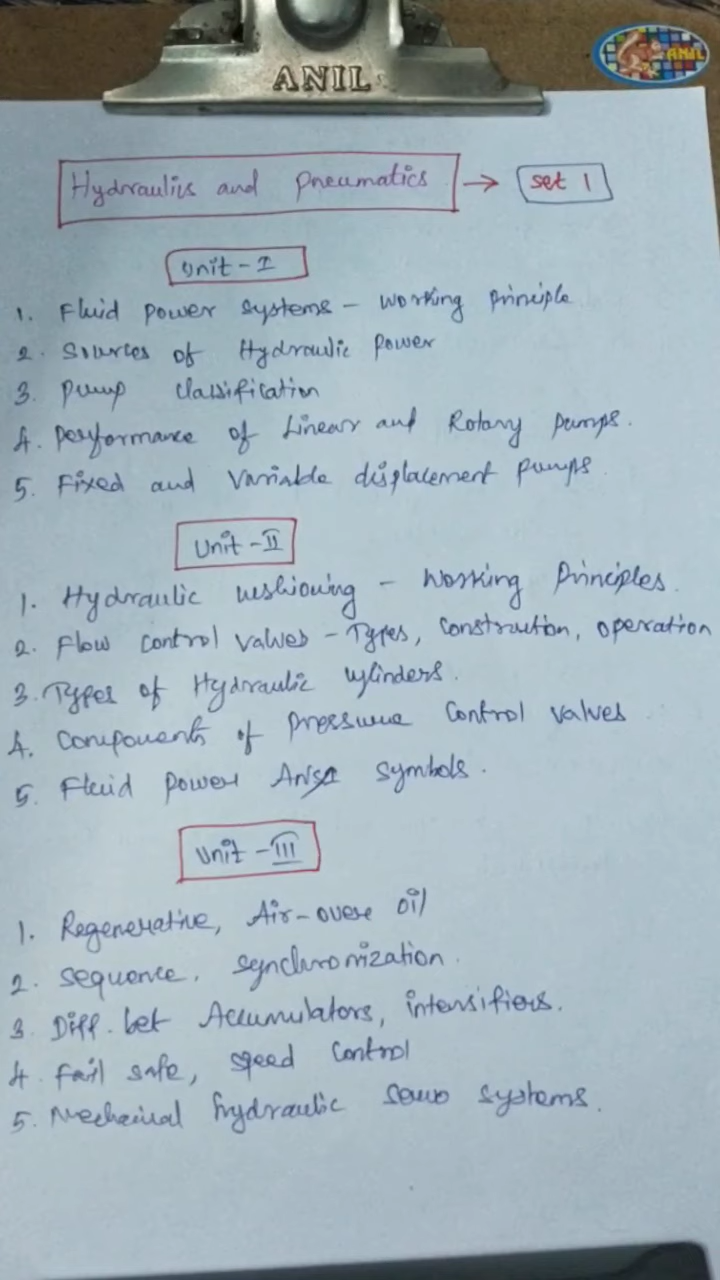 ANIL
ANIL
Hydraulics and Pneumatics → set 1
Unit - I
1. Fluid power systems - working principle
2. Sources of Hydraulic power
3. Pump classification
4. Performance of Linear and Rotary pumps.
5. Fixed and Variable displacement pumps.
Unit - II
1. Hydraulic cushioning - Working Principles.
2. Flow control valves - Types, Construction, operation
3. Types of Hydraulic cylinders.
4. Components of pressure control valves
5. Fluid power ANSI symbols.
Unit - III
1. Regenerative, Air-over oil
2. Sequence, synchronization.
3. Diff. bet Accumulators, intensifiers.
4. Fail safe, speed control
5. Mechanical hydraulic servo systems.